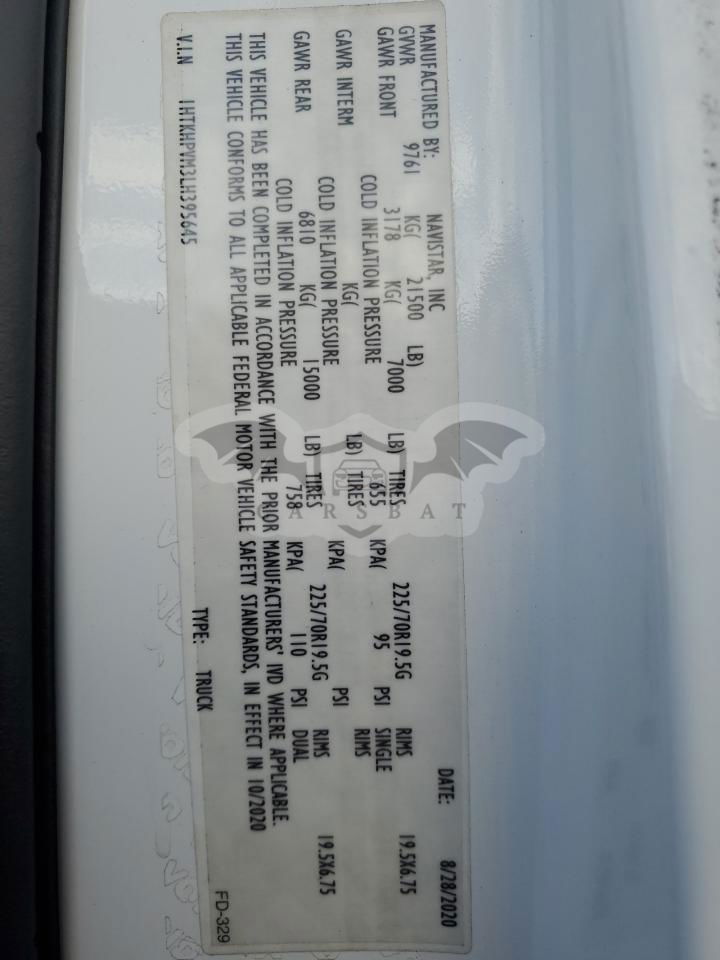 MANUFACTURED BY: NAVISTAR, INC DATE: 8/28/2020
GVWR 9761 KG( 21500 LB)
GAWR FRONT 3178 KG( 7000 LB) TIRES 225/70R19.5G RIMS 19.5X6.75
COLD INFLATION PRESSURE 655 KPA( 95 PSI SINGLE
GAWR INTERM KG( LB) TIRES RIMS
COLD INFLATION PRESSURE KPA( PSI
GAWR REAR 6810 KG( 15000 LB) TIRES 225/70R19.5G RIMS 19.5X6.75
COLD INFLATION PRESSURE 758 KPA( 110 PSI DUAL
THIS VEHICLE HAS BEEN COMPLETED IN ACCORDANCE WITH THE PRIOR MANUFACTURERS' IVD WHERE APPLICABLE.
THIS VEHICLE CONFORMS TO ALL APPLICABLE FEDERAL MOTOR VEHICLE SAFETY STANDARDS, IN EFFECT IN 10/2020
V.I.N 1HTKHPVM3LH395645 TYPE: TRUCK
FD-329
CARSBAT